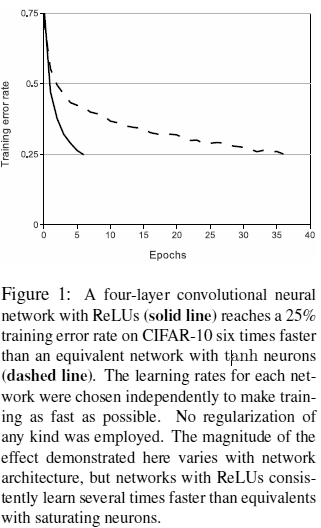 0.75
0.5
0.25
0
Training error rate
0 5 10 15 20 25 30 35 40
Epochs
Figure 1: A four-layer convolutional neural
network with ReLUs (solid line) reaches a 25%
training error rate on CIFAR-10 six times faster
than an equivalent network with tanh neurons
(dashed line). The learning rates for each net-
work were chosen independently to make train-
ing as fast as possible. No regularization of
any kind was employed. The magnitude of the
effect demonstrated here varies with network
architecture, but networks with ReLUs consis-
tently learn several times faster than equivalents
with saturating neurons.